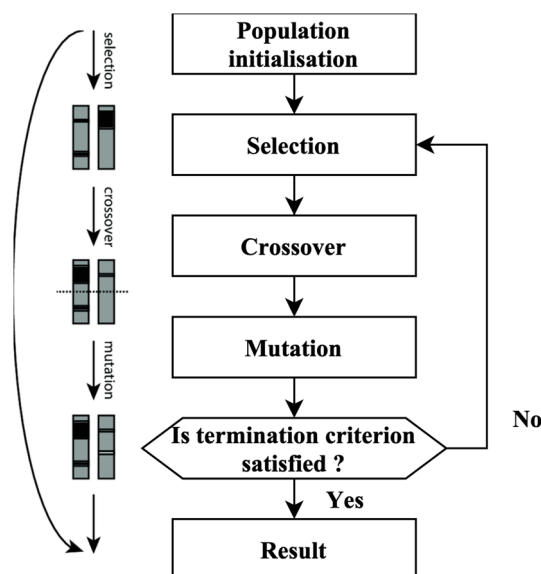 selection
crossover
mutation
Population
initialisation
Selection
Crossover
Mutation
Is termination criterion
satisfied ?
No
Yes
Result